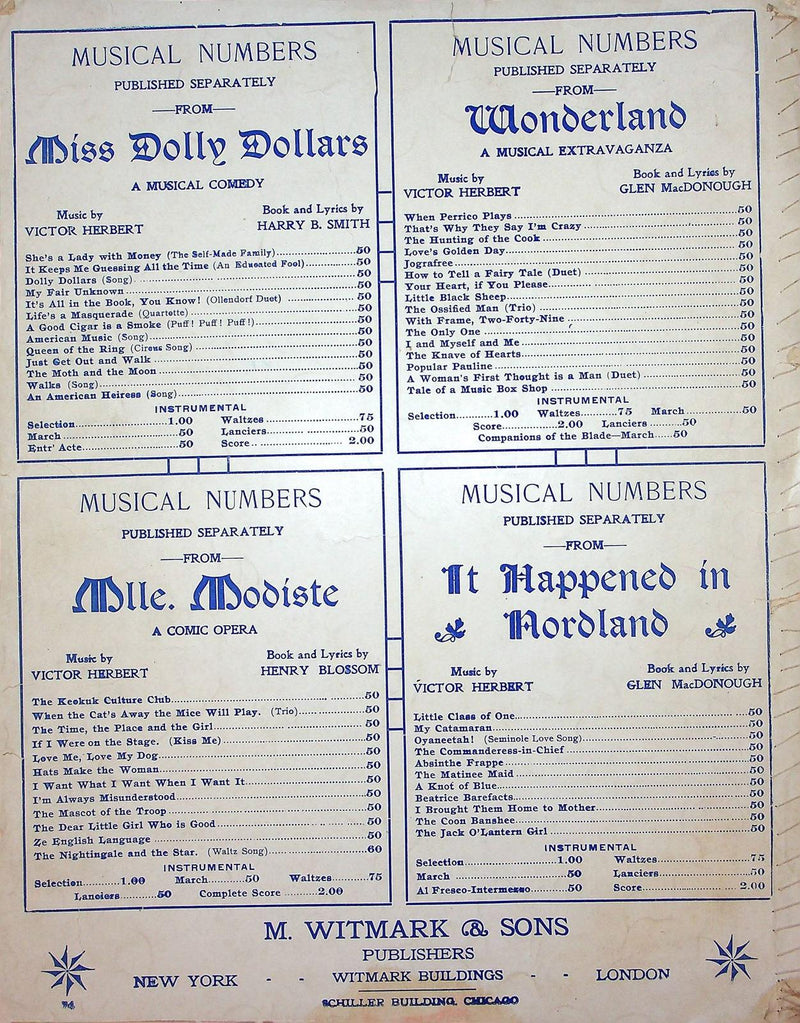 MUSICAL NUMBERS
PUBLISHED SEPARATELY
—FROM—
Miss Dolly Dollars
A MUSICAL COMEDY
Music by
VICTOR HERBERT
Book and Lyrics by
HARRY B. SMITH
She's a Lady with Money (The Self-Made Family) .50
It Keeps Me Guessing All the Time (An Educated Fool) .50
Dolly Dollars (Song) .50
My Fair Unknown .50
It's All in the Book, You Know! (Ollendorf Duet) .50
Life's a Masquerade (Quartette) .50
A Good Cigar is a Smoke (Puff! Puff! Puff!) .50
American Music (Song) .50
Queen of the Ring (Circus Song) .50
Just Get Out and Walk .50
The Moth and the Moon .50
Walks (Song) .50
An American Heiress (Song) .50
INSTRUMENTAL
Selection 1.00 Waltzes .75
March .50 Lanciers .50
Entr' Acte .50 Score 2.00
MUSICAL NUMBERS
PUBLISHED SEPARATELY
—FROM—
Wonderland
A MUSICAL EXTRAVAGANZA
Music by
VICTOR HERBERT
Book and Lyrics by
GLEN MacDONOUGH
When Perrico Plays .50
That's Why They Say I'm Crazy .50
The Hunting of the Cook .50
Love's Golden Day .50
Jografree .50
How to Tell a Fairy Tale (Duet) .50
Your Heart, if You Please .50
Little Black Sheep .50
The Ossified Man (Trio) .50
With Frame, Two-Forty-Nine .50
The Only One .50
I and Myself and Me .50
The Knave of Hearts .50
Popular Pauline .50
A Woman's First Thought is a Man (Duet) .50
Tale of a Music Box Shop .50
INSTRUMENTAL
Selection 1.00 Waltzes .75 March .50
Score 2.00 Lanciers .50
Companions of the Blade—March .50
MUSICAL NUMBERS
PUBLISHED SEPARATELY
—FROM—
Mlle. Modiste
A COMIC OPERA
Music by
VICTOR HERBERT
Book and Lyrics by
HENRY BLOSSOM
The Keokuk Culture Club .50
When the Cat's Away the Mice Will Play. (Trio) .50
The Time, the Place and the Girl .50
If I Were on the Stage. (Kiss Me) .50
Love Me, Love My Dog .50
Hats Make the Woman .50
I Want What I Want When I Want It .50
I'm Always Misunderstood .50
The Mascot of the Troop .50
The Dear Little Girl Who is Good .50
Ze English Language .50
The Nightingale and the Star. (Waltz Song) .60
INSTRUMENTAL
Selection 1.00 March .50 Waltzes .75
Lanciers .50 Complete Score 2.00
MUSICAL NUMBERS
PUBLISHED SEPARATELY
—FROM—
It Happened in
Nordland
Music by
VICTOR HERBERT
Book and Lyrics by
GLEN MacDONOUGH
Little Class of One .50
My Catamaran .50
Oyaneetah! (Seminole Love Song) .50
The Commanderess-in-Chief .50
Absinthe Frappe .50
The Matinee Maid .50
A Knot of Blue .50
Beatrice Barefacts .50
I Brought Them Home to Mother .50
The Coon Banshee .50
The Jack O'Lantern Girl .50
INSTRUMENTAL
Selection 1.00 Waltzes .75
March .50 Lanciers .50
Al Fresco-Intermezzo .50 Score 2.00
M. WITMARK & SONS
PUBLISHERS
NEW YORK - - WITMARK BUILDINGS - - LONDON
SCHILLER BUILDING, CHICAGO